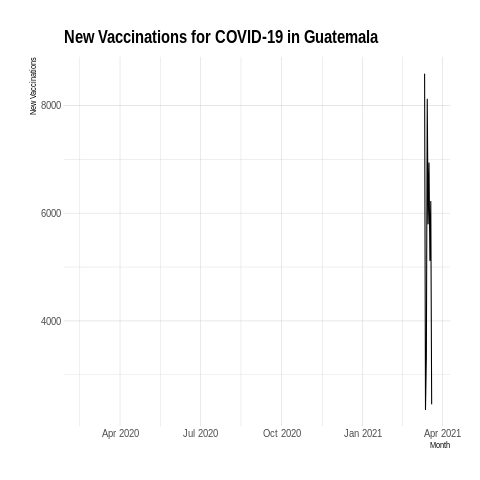 New Vaccinations for COVID-19 in Guatemala
New Vaccinations
8000
6000
4000
Apr 2020 Jul 2020 Oct 2020 Jan 2021 Apr 2021
Month